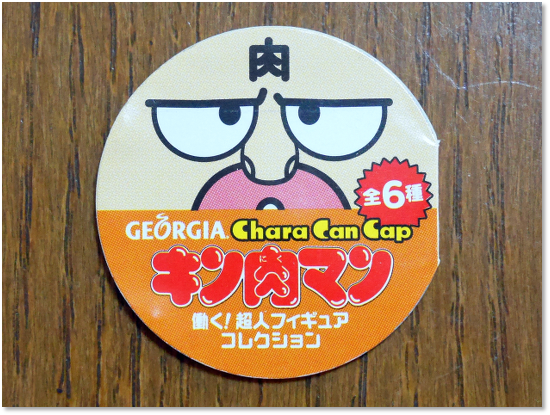 肉
全6種
GEORGIA Chara Can Cap
キン肉マン
働く!超人フィギュア
コレクション